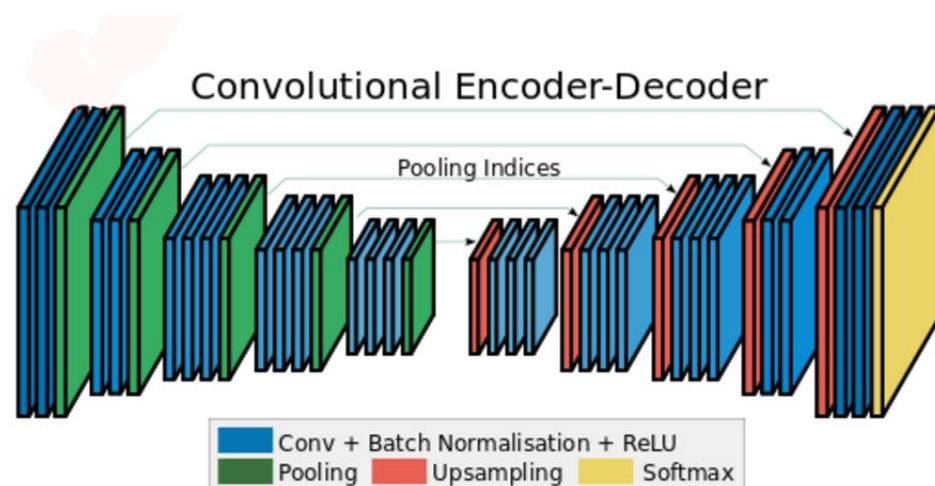 Convolutional Encoder-Decoder
Pooling Indices
Conv + Batch Normalisation + ReLU
Pooling Upsampling Softmax